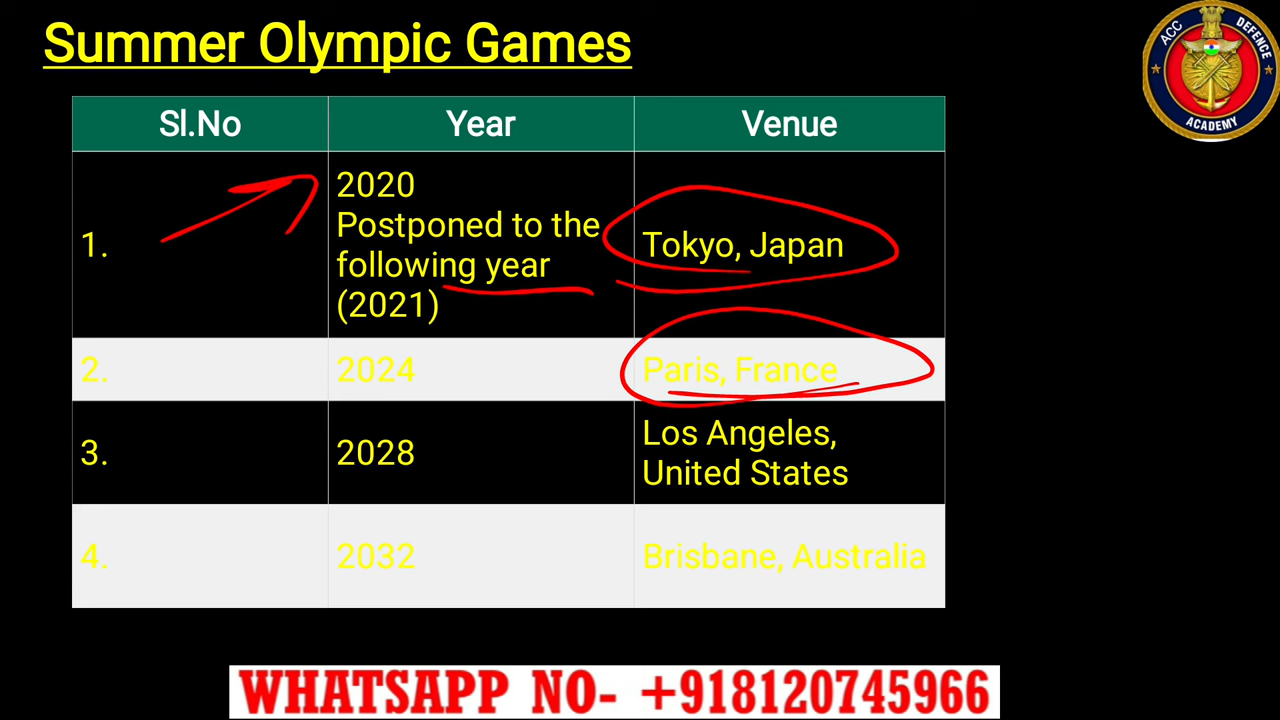 Summer Olympic Games
ACC DEFENCE ACADEMY
Sl.No Year Venue
1. 2020 Postponed to the following year (2021) Tokyo, Japan
2. 2024 Paris, France
3. 2028 Los Angeles, United States
4. 2032 Brisbane, Australia
WHATSAPP NO- +918120745966